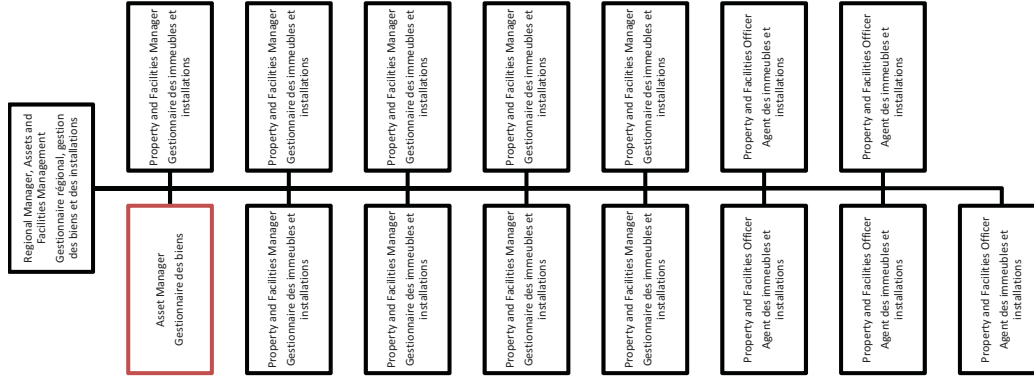 Regional Manager, Assets and
Facilities Management
Gestionnaire régional, gestion
des biens et des installations
Asset Manager
Gestionnaire des biens
Property and Facilities Manager
Gestionnaire des immeubles et
installations
Property and Facilities Manager
Gestionnaire des immeubles et
installations
Property and Facilities Manager
Gestionnaire des immeubles et
installations
Property and Facilities Manager
Gestionnaire des immeubles et
installations
Property and Facilities Manager
Gestionnaire des immeubles et
installations
Property and Facilities Manager
Gestionnaire des immeubles et
installations
Property and Facilities Manager
Gestionnaire des immeubles et
installations
Property and Facilities Manager
Gestionnaire des immeubles et
installations
Property and Facilities Manager
Gestionnaire des immeubles et
installations
Property and Facilities Officer
Agent des immeubles et
installations
Property and Facilities Officer
Agent des immeubles et
installations
Property and Facilities Officer
Agent des immeubles et
installations
Property and Facilities Officer
Agent des immeubles et
installations
Property and Facilities Officer
Agent des immeubles et
installations